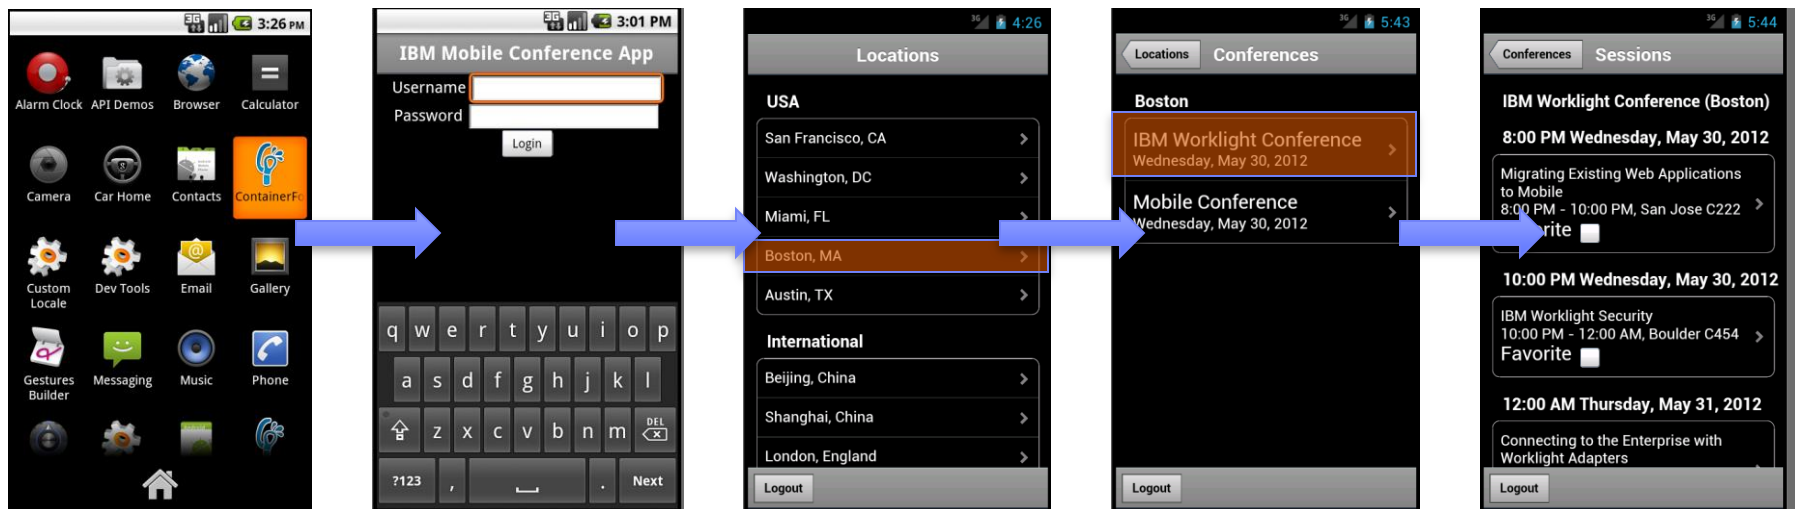 3G 3:26 PM
Alarm Clock API Demos Browser Calculator
Camera Car Home Contacts ContainerFo
Custom Locale Dev Tools Email Gallery
Gestures Builder Messaging Music Phone
3G 3:01 PM
IBM Mobile Conference App
Username
Password
Login
q w e r t y u i o p
a s d f g h j k l
z x c v b n m DEL
?123 , . Next
3G 4:26
Locations
USA
San Francisco, CA
Washington, DC
Miami, FL
Boston, MA
Austin, TX
International
Beijing, China
Shanghai, China
London, England
Logout
3G 5:43
Locations Conferences
Boston
IBM Worklight Conference
Wednesday, May 30, 2012
Mobile Conference
Wednesday, May 30, 2012
Logout
3G 5:44
Conferences Sessions
IBM Worklight Conference (Boston)
8:00 PM Wednesday, May 30, 2012
Migrating Existing Web Applications
to Mobile
8:00 PM - 10:00 PM, San Jose C222
rite
10:00 PM Wednesday, May 30, 2012
IBM Worklight Security
10:00 PM - 12:00 AM, Boulder C454
Favorite
12:00 AM Thursday, May 31, 2012
Connecting to the Enterprise with
Worklight Adapters
Logout